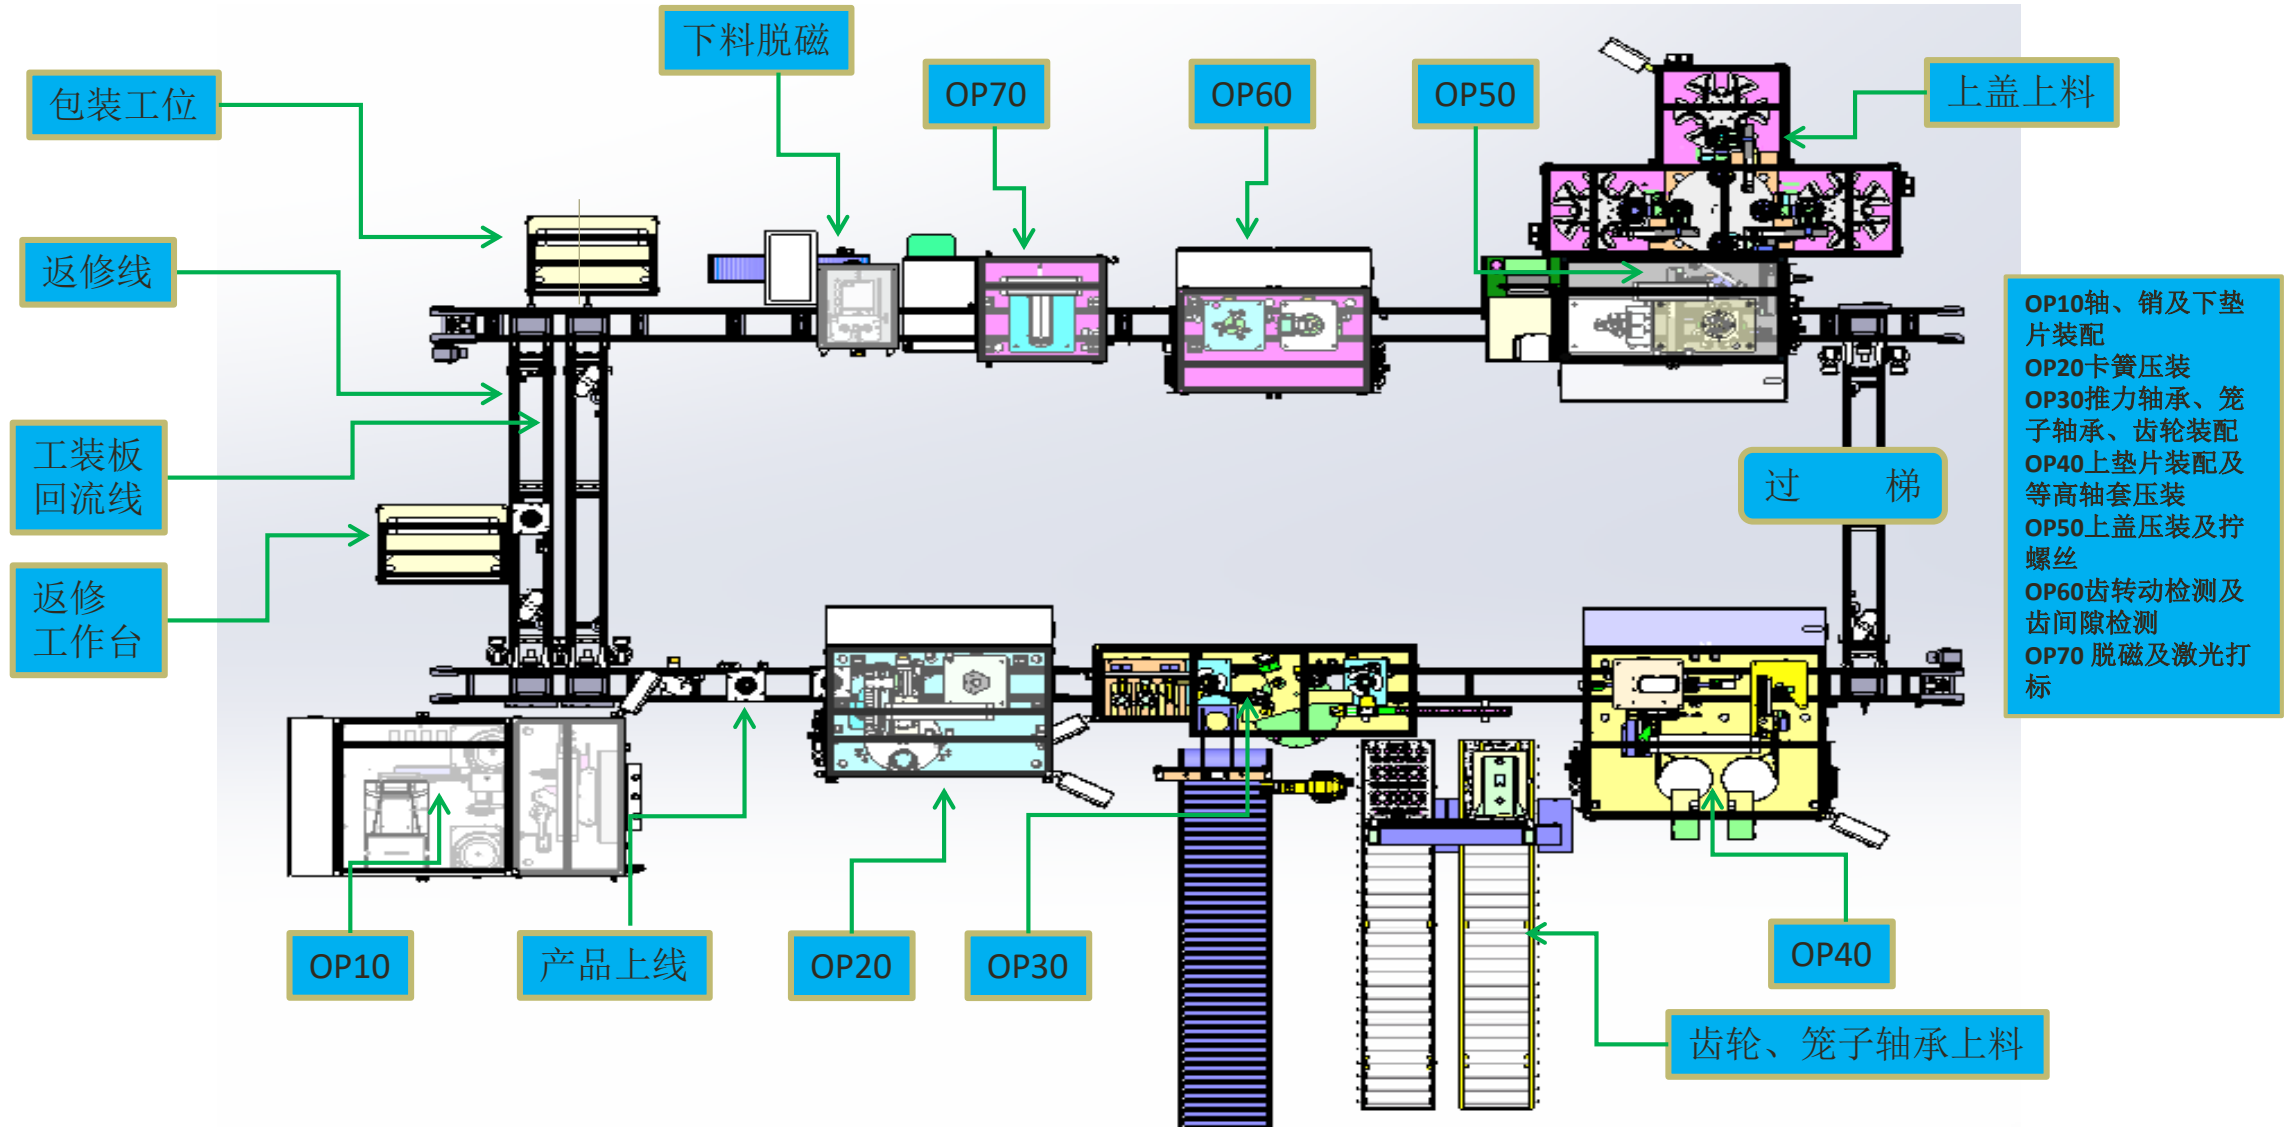 下料脱磁
包装工位
OP70
OP60
OP50
上盖上料
返修线
工装板
回流线
返修
工作台
过 梯
OP10轴、销及下垫
片装配
OP20卡簧压装
OP30推力轴承、笼
子轴承、齿轮装配
OP40上垫片装配及
等高轴套压装
OP50上盖压装及拧
螺丝
OP60齿转动检测及
齿间隙检测
OP70 脱磁及激光打
标
OP10
产品上线
OP20
OP30
OP40
齿轮、笼子轴承上料